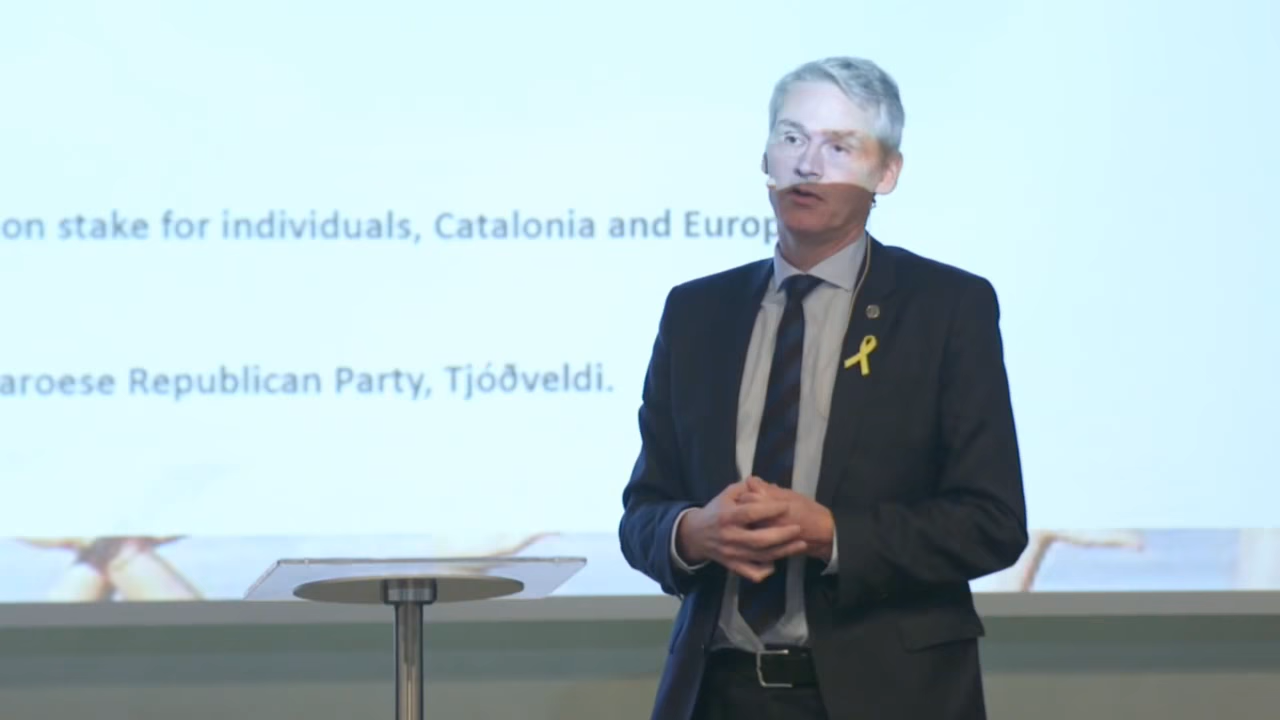 on stake for individuals, Catalonia and Europ
aroese Republican Party, Tjóðveldi.